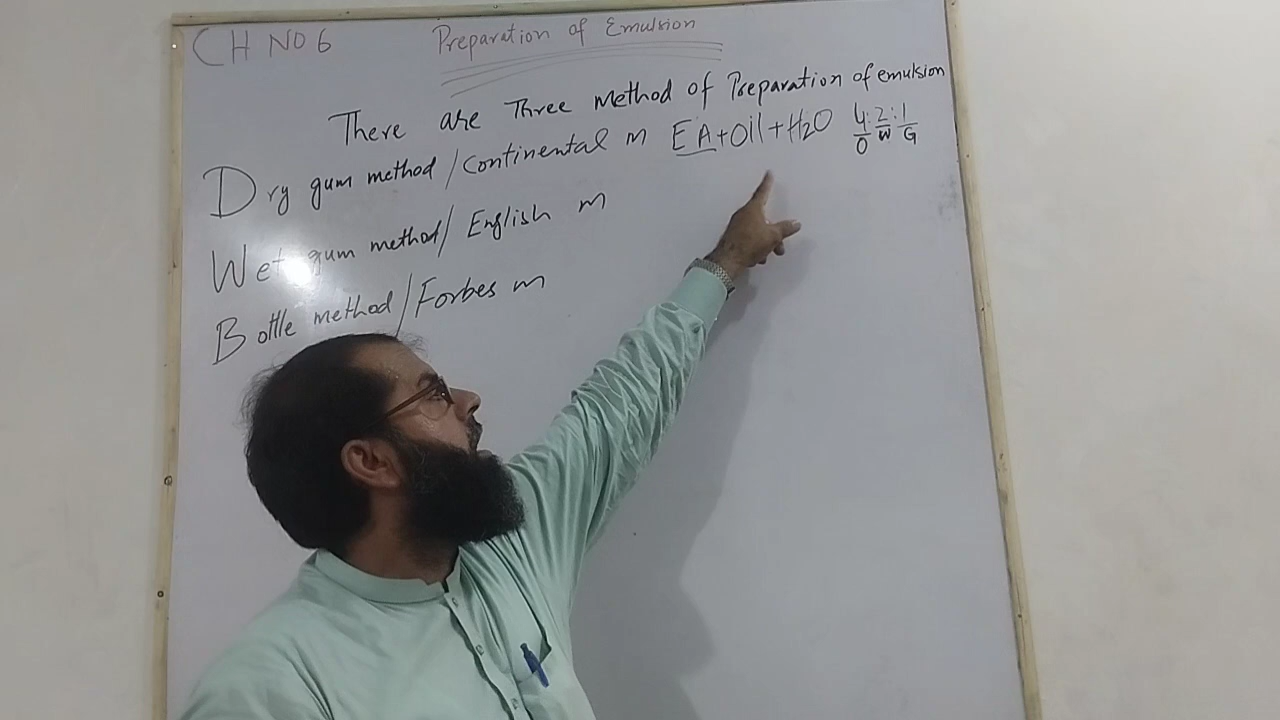 CH NO 6 Preparation of Emulsion
There are Three Method of Preparation of emulsion
Dry gum method / Continental m EA+Oil+H2O 4:2:1
O W G
Wet gum method / English m
Bottle method / Forbes m